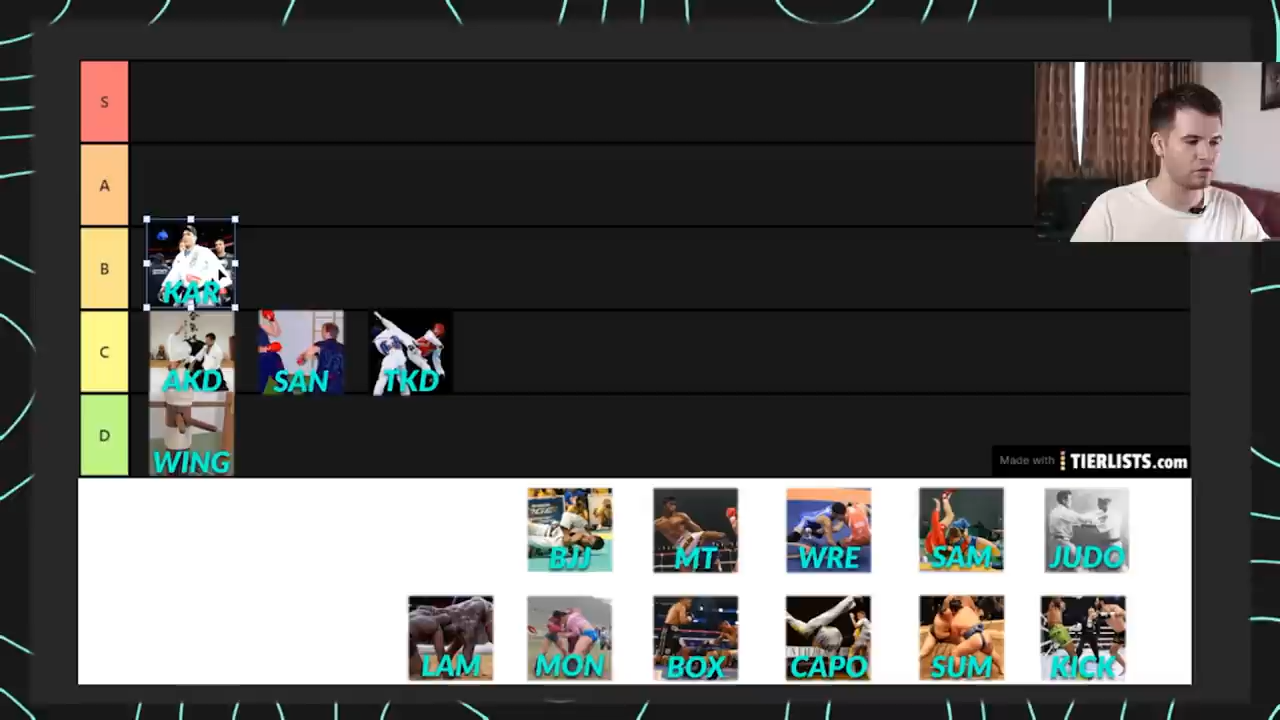 S
A
B
KAR
C
AKD SAN TKD
D
WING
Made with TIERLISTS.com
BJJ MT WRE SAM JUDO
LAM MON BOX CAPO SUM KICK